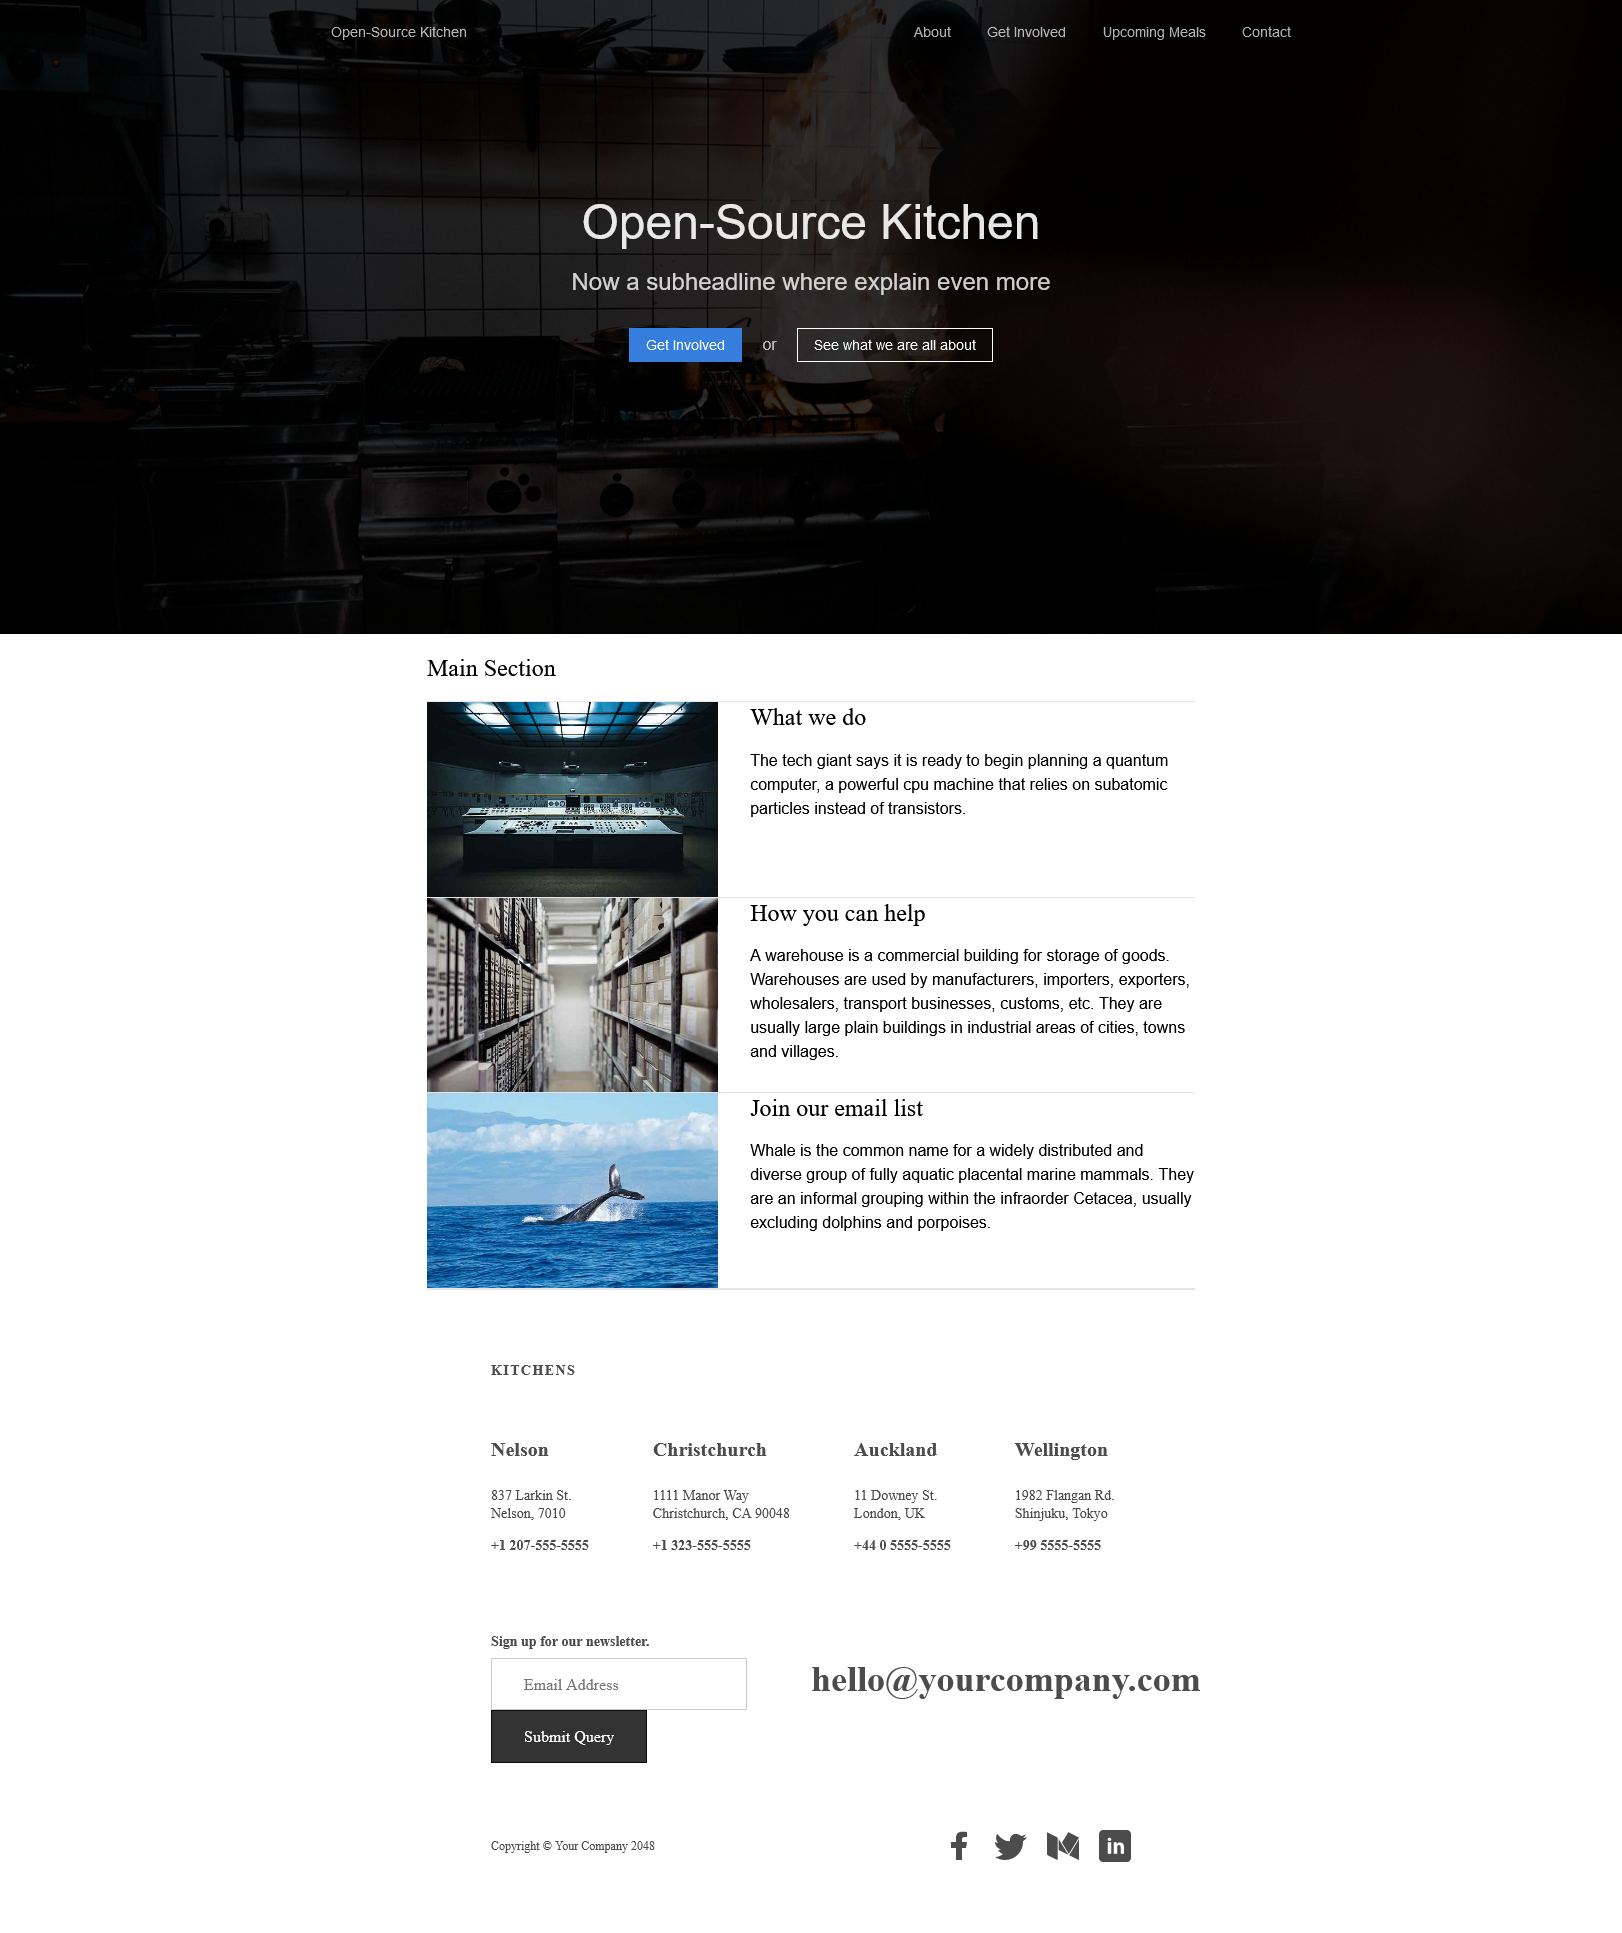 Open-Source Kitchen
About
Get Involved
Upcoming Meals
Contact
Open-Source Kitchen
Now a subheadline where explain even more
Get Involved
or
See what we are all about
Main Section
What we do
The tech giant says it is ready to begin planning a quantum
computer, a powerful cpu machine that relies on subatomic
particles instead of transistors.
How you can help
A warehouse is a commercial building for storage of goods.
Warehouses are used by manufacturers, importers, exporters,
wholesalers, transport businesses, customs, etc. They are
usually large plain buildings in industrial areas of cities, towns
and villages.
Join our email list
Whale is the common name for a widely distributed and
diverse group of fully aquatic placental marine mammals. They
are an informal grouping within the infraorder Cetacea, usually
excluding dolphins and porpoises.
KITCHENS
Nelson
837 Larkin St.
Nelson, 7010
+1 207-555-5555
Christchurch
1111 Manor Way
Christchurch, CA 90048
+1 323-555-5555
Auckland
11 Downey St.
London, UK
+44 0 5555-5555
Wellington
1982 Flangan Rd.
Shinjuku, Tokyo
+99 5555-5555
Sign up for our newsletter.
Email Address
Submit Query
hello@yourcompany.com
Copyright © Your Company 2048
in